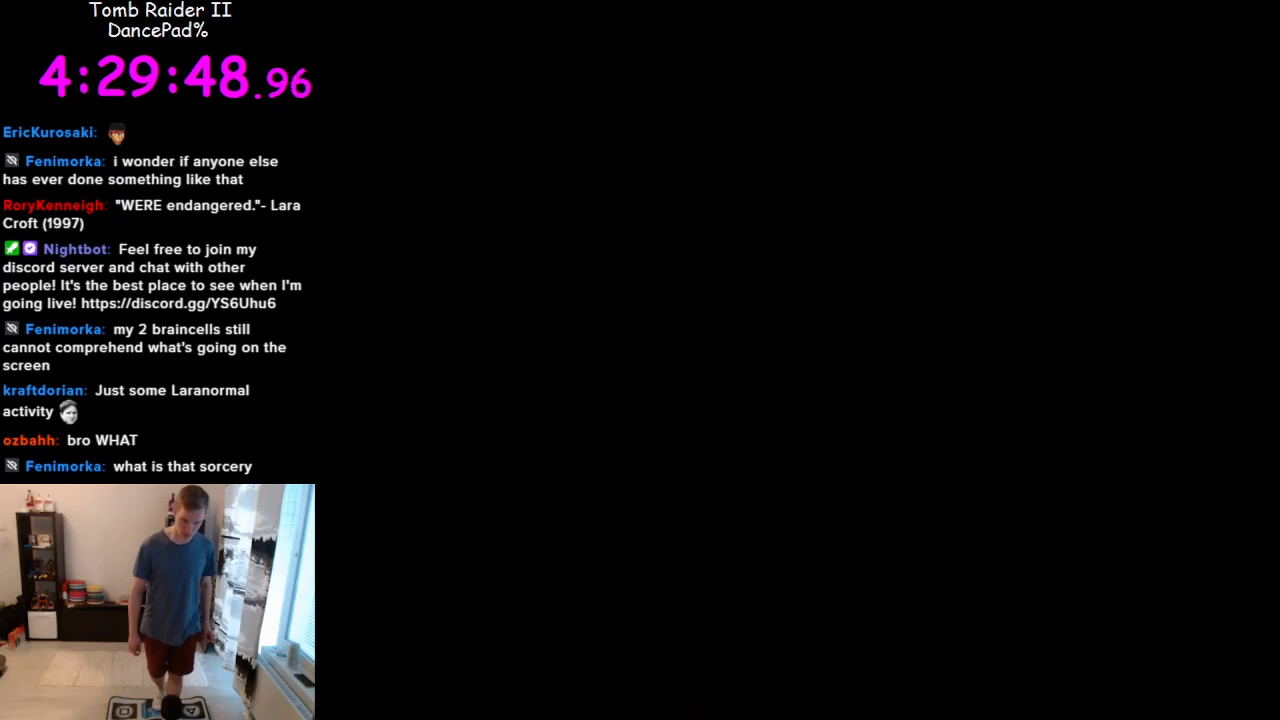 Tomb Raider II
DancePad%
4:29:48.96
EricKurosaki:
Fenimorka: i wonder if anyone else
has ever done something like that
RoryKenneigh: "WERE endangered."- Lara
Croft (1997)
Nightbot: Feel free to join my
discord server and chat with other
people! It's the best place to see when I'm
going live! https://discord.gg/YS6Uhu6
Fenimorka: my 2 braincells still
cannot comprehend what's going on the
screen
kraftdorian: Just some Laranormal
activity
ozbahh: bro WHAT
Fenimorka: what is that sorcery